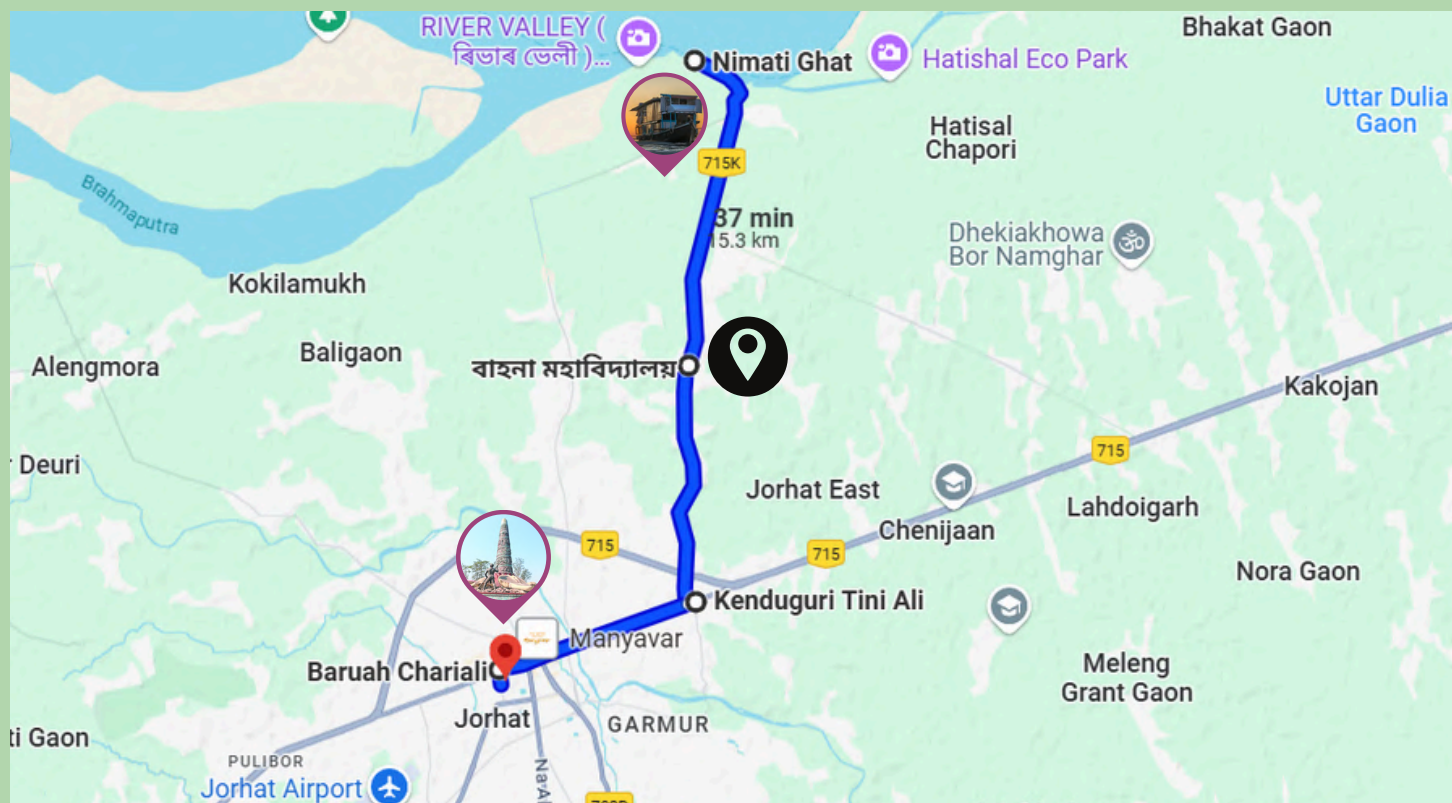 RIVER VALLEY (
ৰিভাৰ ভেলী )...
Nimati Ghat
Hatishal Eco Park
Bhakat Gaon
Uttar Dulia
Gaon
Hatisal
Chapori
715K
Brahmaputra
37 min
15.3 km
Dhekiakhowa
Bor Namghar
Kokilamukh
Baligaon
Alengmora
বাহনা মহাবিদ্যালয়
Kakojan
715
Deuri
Jorhat East
Lahdoigarh
Chenijaan
715
715
Nora Gaon
Kenduguri Tini Ali
Manyavar
Baruah Chariali
Meleng
Grant Gaon
Jorhat
GARMUR
ti Gaon
PULIBOR
Jorhat Airport